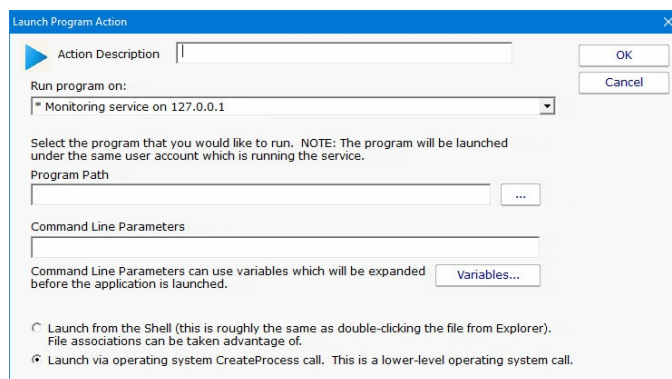 Launch Program Action
Action Description
OK
Cancel
Run program on:
* Monitoring service on 127.0.0.1
Select the program that you would like to run.  NOTE: The program will be launched
under the same user account which is running the service.
Program Path
...
Command Line Parameters
Command Line Parameters can use variables which will be expanded
before the application is launched.
Variables...
Launch from the Shell (this is roughly the same as double-clicking the file from Explorer).
File associations can be taken advantage of.
Launch via operating system CreateProcess call.  This is a lower-level operating system call.